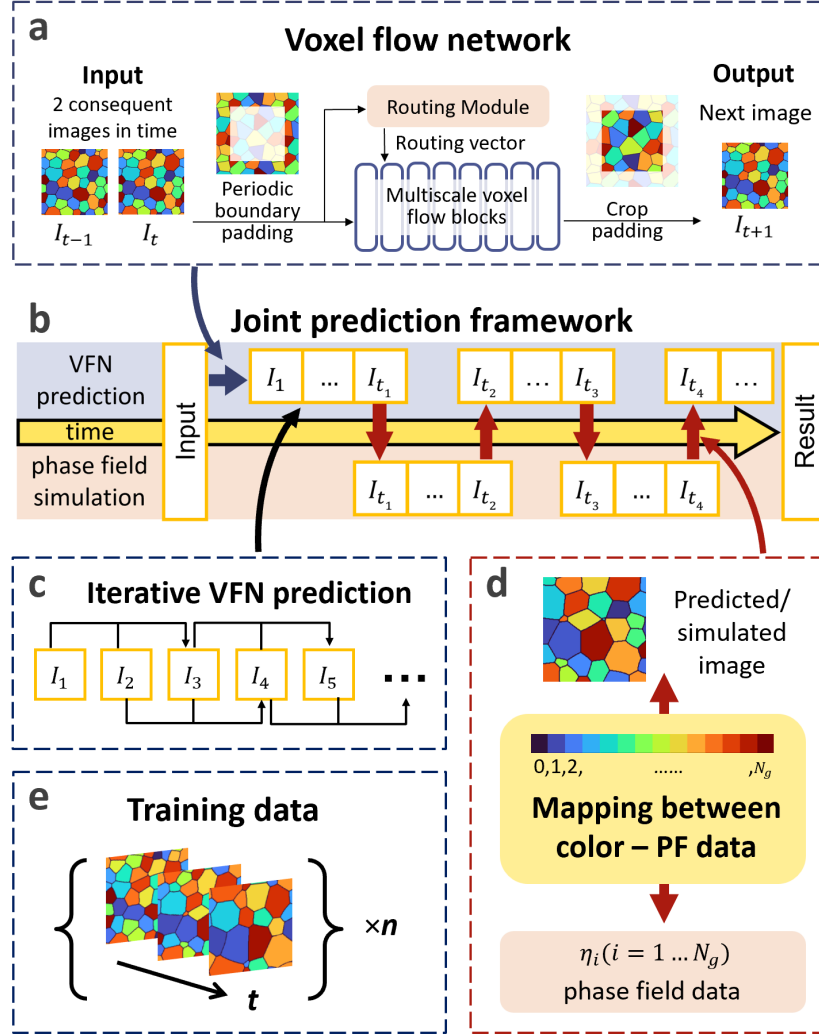 a
Voxel flow network
Input
2 consequent
images in time
I_{t−1}
I_t
Periodic
boundary
padding
Routing Module
Routing vector
Multiscale voxel
flow blocks
Crop
padding
Output
Next image
I_{t+1}
b
Joint prediction framework
VFN
prediction
time
phase field
simulation
Input
I_1 ... I_{t_1}
I_{t_2} ... I_{t_3}
I_{t_4} ...
I_{t_1} ... I_{t_2}
I_{t_3} ... I_{t_4}
Result
c
Iterative VFN prediction
I_1 I_2 I_3 I_4 I_5 ...
d
Predicted/
simulated
image
0,1,2, ...... ,N_g
Mapping between
color – PF data
η_i(i = 1 ... N_g)
phase field data
e
Training data
{ } ×n
t